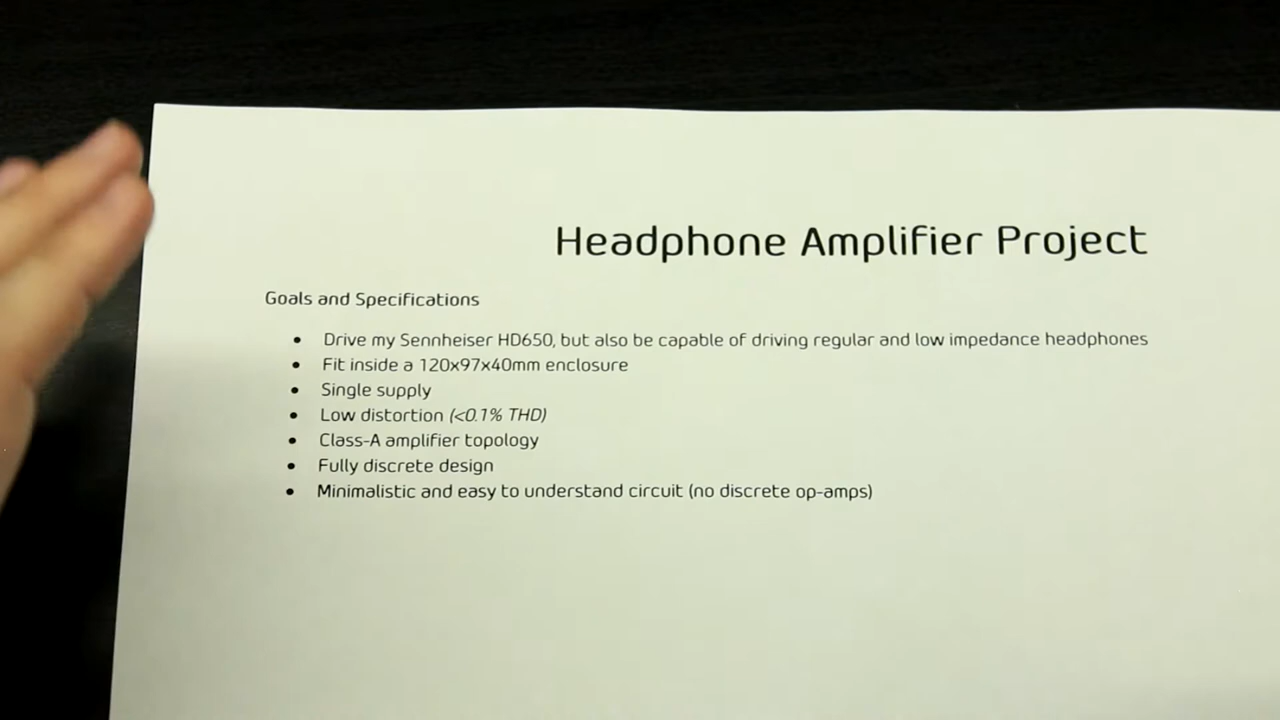 Headphone Amplifier Project
Goals and Specifications
• Drive my Sennheiser HD650, but also be capable of driving regular and low impedance headphones
• Fit inside a 120x97x40mm enclosure
• Single supply
• Low distortion (<0.1% THD)
• Class-A amplifier topology
• Fully discrete design
• Minimalistic and easy to understand circuit (no discrete op-amps)